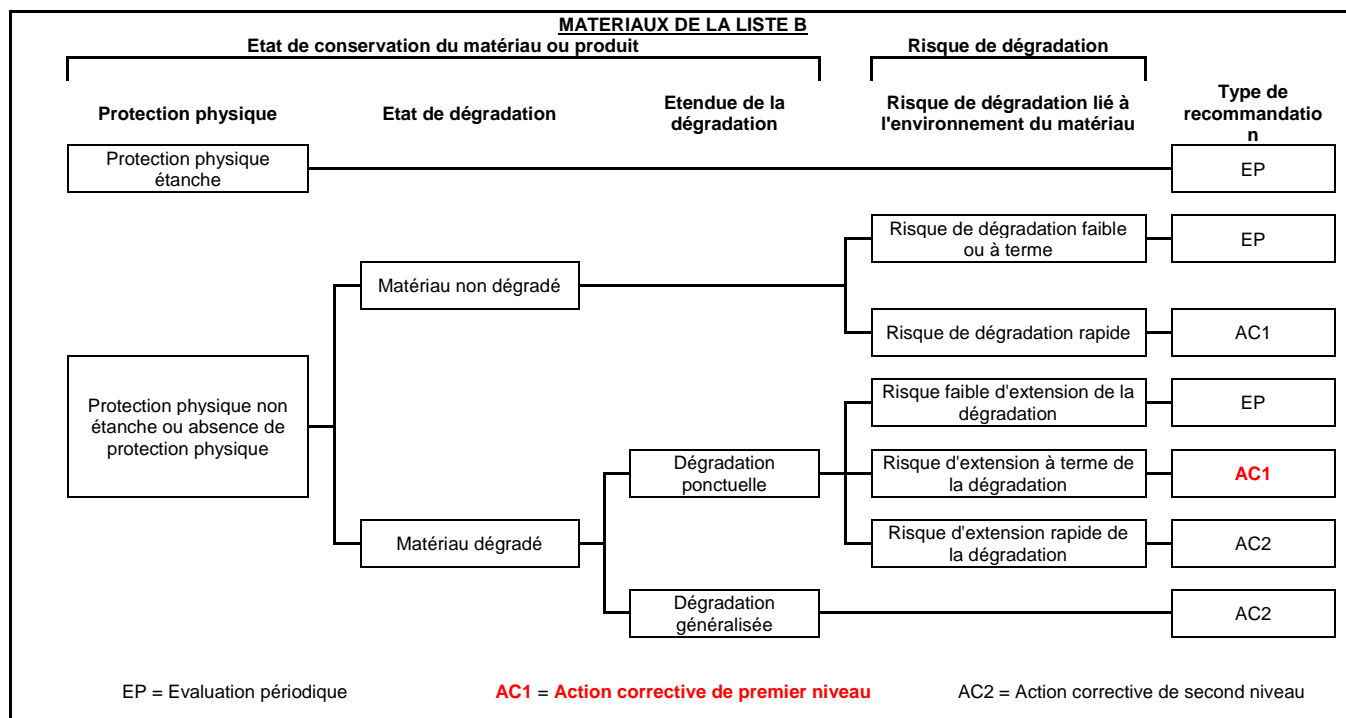 MATERIAUX DE LA LISTE B
Etat de conservation du matériau ou produit
Risque de dégradation
Protection physique
Etat de dégradation
Etendue de la
dégradation
Risque de dégradation lié à
l'environnement du matériau
Type de
recommandatio
n
Protection physique
étanche
EP
Risque de dégradation faible
ou à terme
EP
Matériau non dégradé
Risque de dégradation rapide
AC1
Protection physique non
étanche ou absence de
protection physique
Risque faible d'extension de la
dégradation
EP
Dégradation
ponctuelle
Risque d'extension à terme de
la dégradation
AC1
Matériau dégradé
Risque d'extension rapide de
la dégradation
AC2
Dégradation
généralisée
AC2
EP = Evaluation périodique
AC1 = Action corrective de premier niveau
AC2 = Action corrective de second niveau